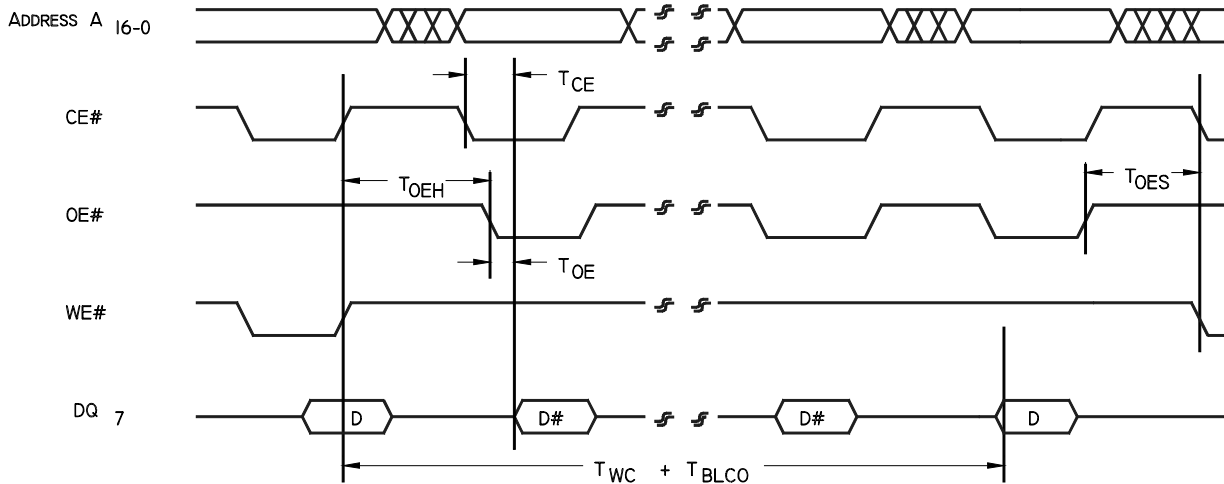 ADDRESS A 16-0
T CE
CE#
T OEH
T OES
OE#
T OE
WE#
DQ 7
D
D#
D#
D
T WC + T BLCO